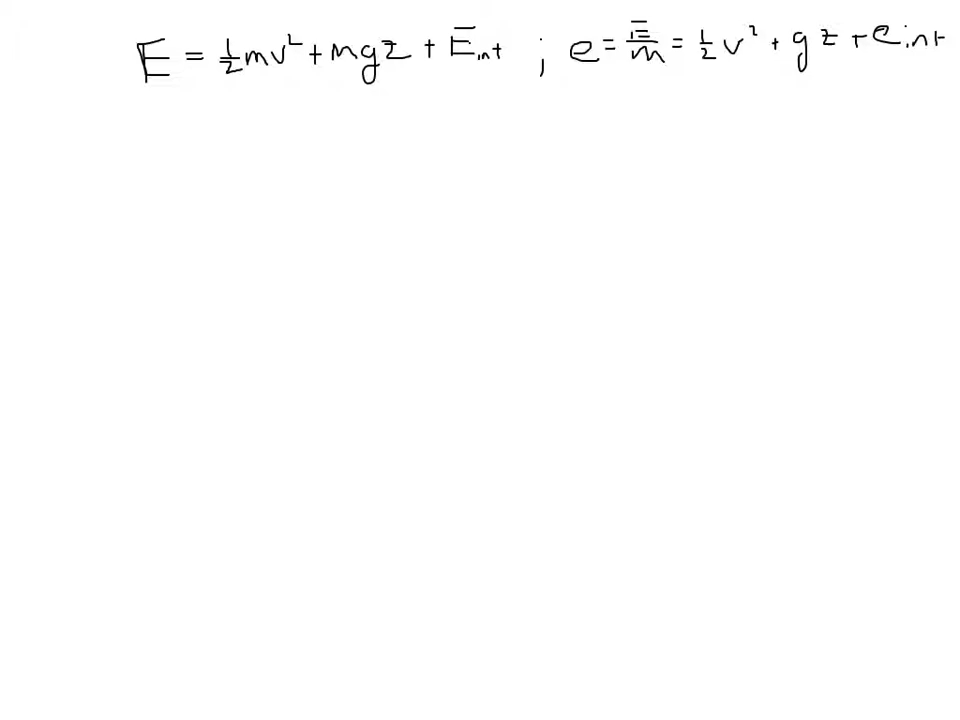 E = ½mv² + mgz + E_int ; e = E/m = ½v² + gz + e_int